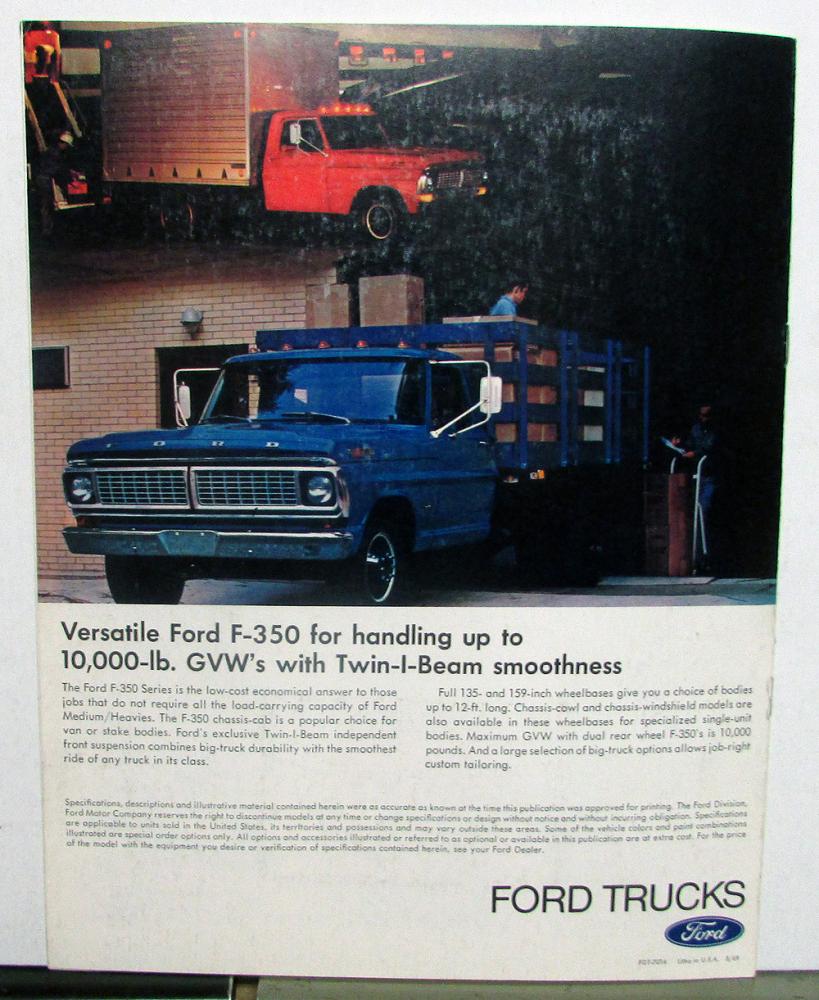 FORD
Versatile Ford F-350 for handling up to
10,000-lb. GVW's with Twin-I-Beam smoothness
The Ford F-350 Series is the low-cost economical answer to those
jobs that do not require all the load-carrying capacity of Ford
Medium/Heavies. The F-350 chassis-cab is a popular choice for
van or stake bodies. Ford's exclusive Twin-I-Beam independent
front suspension combines big-truck durability with the smoothest
ride of any truck in its class.
Full 135- and 159-inch wheelbases give you a choice of bodies
up to 12-ft. long. Chassis-cowl and chassis-windshield models are
also available in these wheelbases for specialized single-unit
bodies. Maximum GVW with dual rear wheel F-350's is 10,000
pounds. And a large selection of big-truck options allows job-right
custom tailoring.
Specifications, descriptions and illustrative material contained herein were as accurate as known at the time this publication was approved for printing. The Ford Division,
Ford Motor Company reserves the right to discontinue models at any time or change specifications or design without notice and without incurring obligation. Specifications
are applicable to units sold in the United States, its territories and possessions and may vary outside these areas. Some of the vehicle colors and paint combinations
illustrated are special order options only. All options and accessories illustrated or referred to as optional or available in this publication are at extra cost. For the price
of the model with the equipment you desire or verification of specifications contained herein, see your Ford Dealer.
FORD TRUCKS
Ford
Litho in U.S.A.